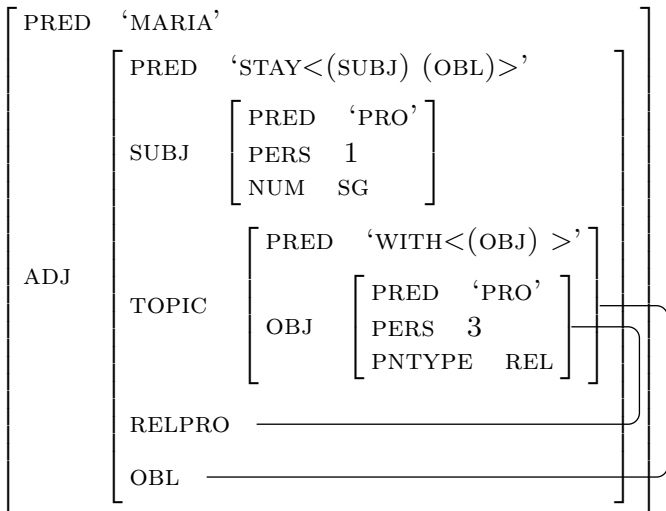 PRED ‘MARIA’
PRED ‘STAY<(SUBJ) (OBL)>’
PRED ‘PRO’
SUBJ PERS 1
NUM SG
PRED ‘WITH<(OBJ) >’
ADJ
PRED ‘PRO’
TOPIC
OBJ PERS 3
PNTYPE REL
RELPRO
OBL